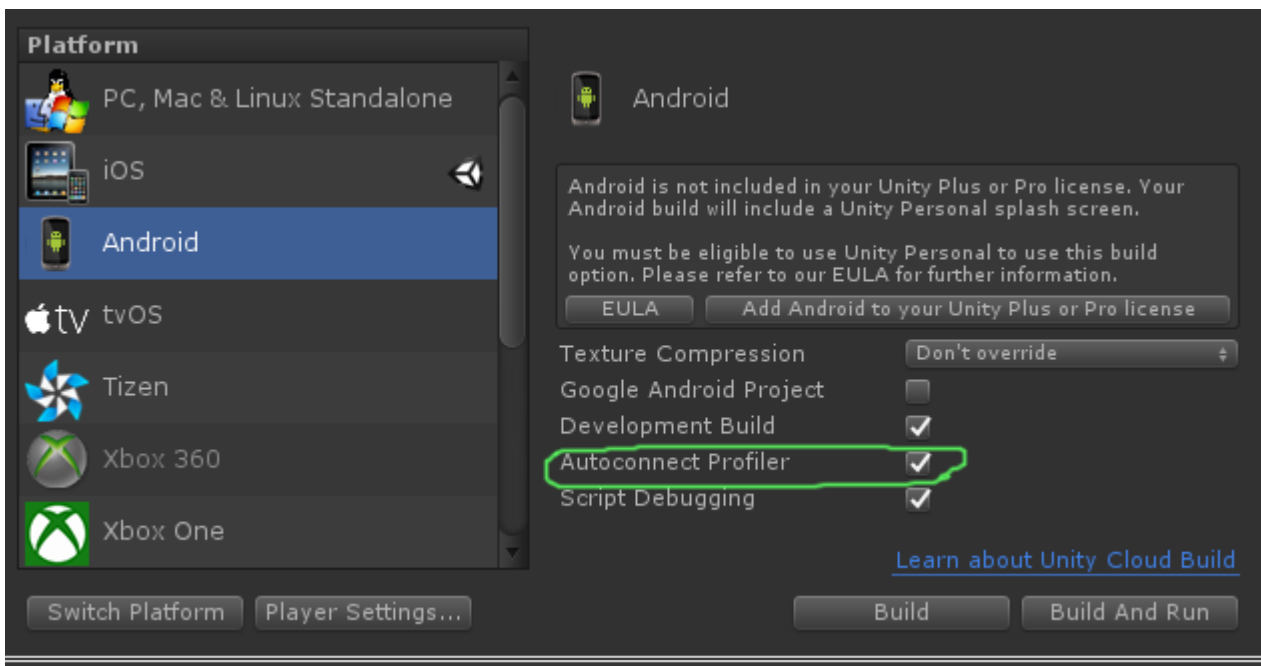 Platform
PC, Mac & Linux Standalone
iOS
Android
tv tvOS
Tizen
Xbox 360
Xbox One
Switch Platform
Player Settings...
Android
Android is not included in your Unity Plus or Pro license. Your
Android build will include a Unity Personal splash screen.
You must be eligible to use Unity Personal to use this build
option. Please refer to our EULA for further information.
EULA
Add Android to your Unity Plus or Pro license
Texture Compression Don't override
Google Android Project
Development Build
Autoconnect Profiler
Script Debugging
Learn about Unity Cloud Build
Build
Build And Run